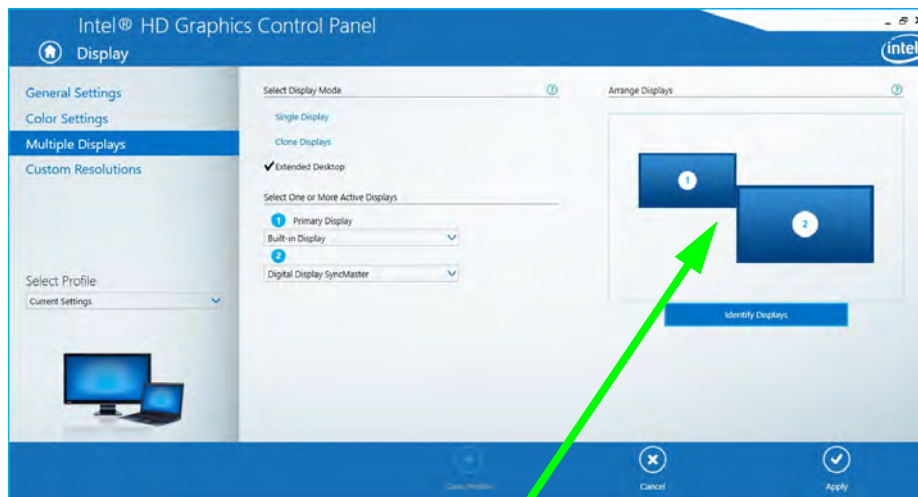 Intel® HD Graphics Control Panel
Display
intel
General Settings
Color Settings
Multiple Displays
Custom Resolutions
Select Profile
Current Settings
Select Display Mode
Single Display
Clone Displays
Extended Desktop
Select One or More Active Displays
1 Primary Display
Built-in Display
2
Digital Display SyncMaster
Arrange Displays
1
2
Identify Displays
Save Profile
Cancel
Apply